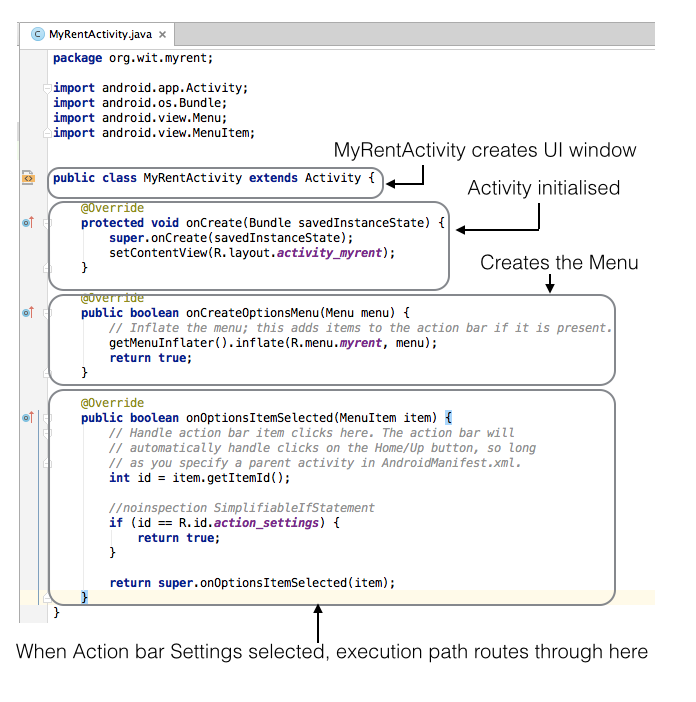 MyRentActivity.java ×
package org.wit.myrent;
import android.app.Activity;
import android.os.Bundle;
import android.view.Menu;
import android.view.MenuItem;
MyRentActivity creates UI window
public class MyRentActivity extends Activity {
Activity initialised
@Override
protected void onCreate(Bundle savedInstanceState) {
super.onCreate(savedInstanceState);
setContentView(R.layout.activity_myrent);
}
Creates the Menu
@Override
public boolean onCreateOptionsMenu(Menu menu) {
// Inflate the menu; this adds items to the action bar if it is present.
getMenuInflater().inflate(R.menu.myrent, menu);
return true;
}
@Override
public boolean onOptionsItemSelected(MenuItem item) {
// Handle action bar item clicks here. The action bar will
// automatically handle clicks on the Home/Up button, so long
// as you specify a parent activity in AndroidManifest.xml.
int id = item.getItemId();
//noinspection SimplifiableIfStatement
if (id == R.id.action_settings) {
return true;
}
return super.onOptionsItemSelected(item);
}
}
When Action bar Settings selected, execution path routes through here